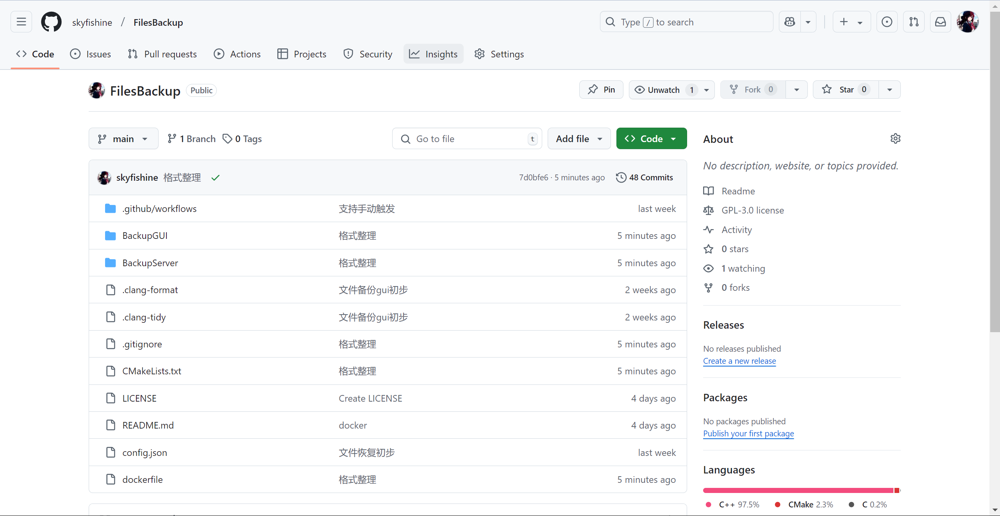 skyfishine / FilesBackup
Type / to search
Code Issues Pull requests Actions Projects Security Insights Settings
FilesBackup Public
Pin Unwatch 1 Fork 0 Star 0
main 1 Branch 0 Tags Go to file t Add file Code
skyfishine 格式整理 7d0bfe6 · 5 minutes ago 48 Commits
.github/workflows 支持手动触发 last week
BackupGUI 格式整理 5 minutes ago
BackupServer 格式整理 5 minutes ago
.clang-format 文件备份gui初步 2 weeks ago
.clang-tidy 文件备份gui初步 2 weeks ago
.gitignore 格式整理 5 minutes ago
CMakeLists.txt 格式整理 5 minutes ago
LICENSE Create LICENSE 4 days ago
README.md docker 4 days ago
config.json 文件恢复初步 last week
dockerfile 格式整理 5 minutes ago
About
No description, website, or topics provided.
Readme
GPL-3.0 license
Activity
0 stars
1 watching
0 forks
Releases
No releases published
Create a new release
Packages
No packages published
Publish your first package
Languages
C++ 97.5% CMake 2.3% C 0.2%